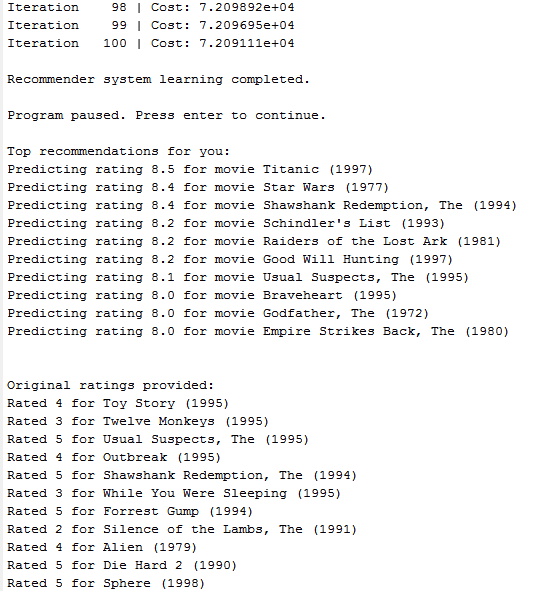 Iteration    98 | Cost: 7.209892e+04
Iteration    99 | Cost: 7.209695e+04
Iteration   100 | Cost: 7.209111e+04
Recommender system learning completed.
Program paused. Press enter to continue.
Top recommendations for you:
Predicting rating 8.5 for movie Titanic (1997)
Predicting rating 8.4 for movie Star Wars (1977)
Predicting rating 8.4 for movie Shawshank Redemption, The (1994)
Predicting rating 8.2 for movie Schindler's List (1993)
Predicting rating 8.2 for movie Raiders of the Lost Ark (1981)
Predicting rating 8.2 for movie Good Will Hunting (1997)
Predicting rating 8.1 for movie Usual Suspects, The (1995)
Predicting rating 8.0 for movie Braveheart (1995)
Predicting rating 8.0 for movie Godfather, The (1972)
Predicting rating 8.0 for movie Empire Strikes Back, The (1980)
Original ratings provided:
Rated 4 for Toy Story (1995)
Rated 3 for Twelve Monkeys (1995)
Rated 5 for Usual Suspects, The (1995)
Rated 4 for Outbreak (1995)
Rated 5 for Shawshank Redemption, The (1994)
Rated 3 for While You Were Sleeping (1995)
Rated 5 for Forrest Gump (1994)
Rated 2 for Silence of the Lambs, The (1991)
Rated 4 for Alien (1979)
Rated 5 for Die Hard 2 (1990)
Rated 5 for Sphere (1998)